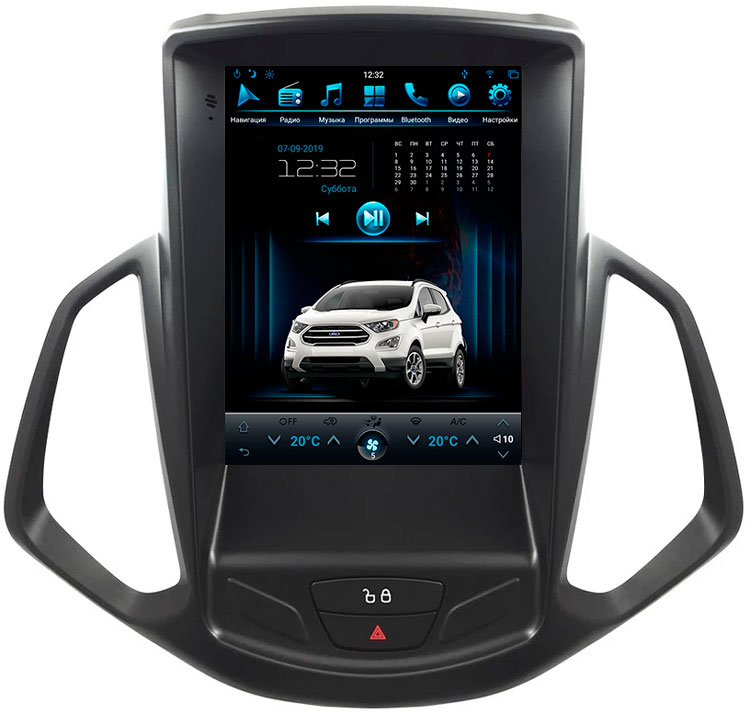 12:32
Навигация Радио Музыка Программы Bluetooth Видео Настройки
07-09-2019
12:32
Суббота
ВС ПН ВТ СР ЧТ ПТ СБ
1 2 3 4 5 6 7
8 9 10 11 12 13 14
15 16 17 18 19 20 21
22 23 24 25 26 27 28
29 30 1 2 3 4 5
6 7 8 9 10 11 12
Ford
OFF A/C
20°C 20°C 10
5